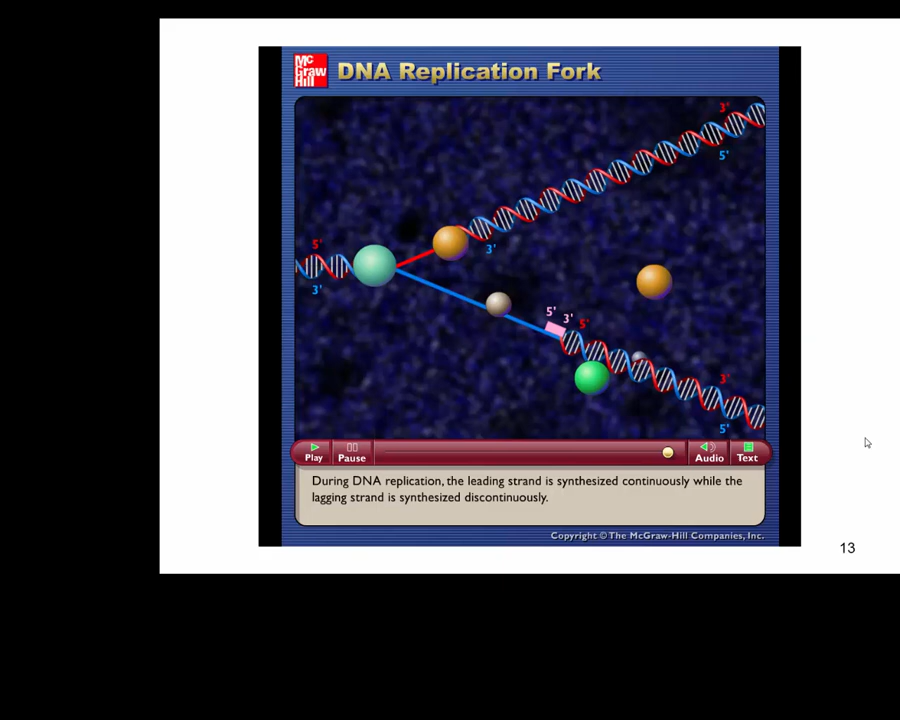 Mc
Graw
Hill
DNA Replication Fork
3'
5'
5'
3'
3'
5' 3' 5'
3'
5'
Play
Pause
Audio
Text
During DNA replication, the leading strand is synthesized continuously while the
lagging strand is synthesized discontinuously.
Copyright © The McGraw-Hill Companies, Inc.
13